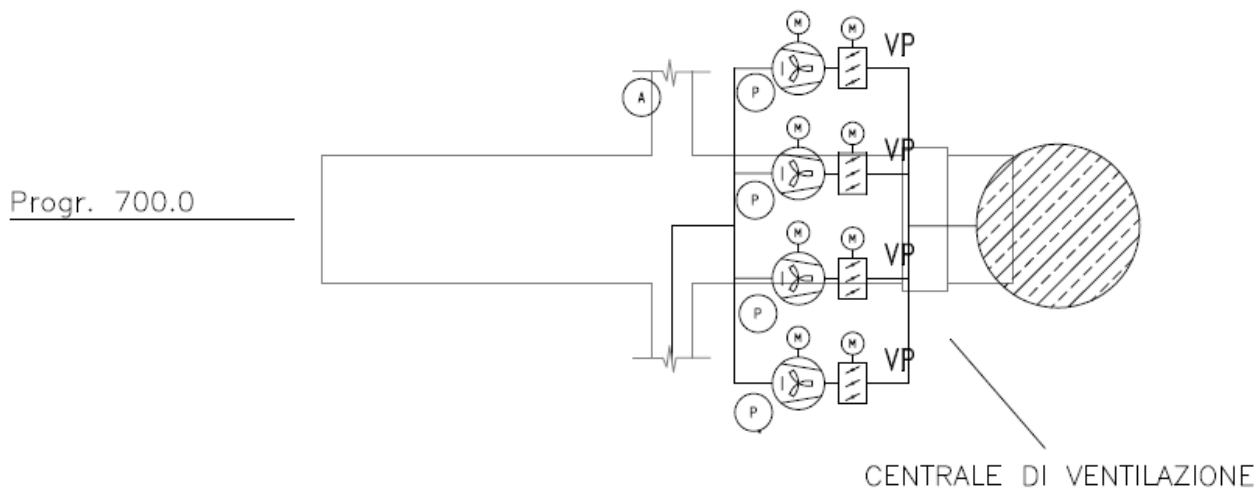 M M
VP
A P
M M
VP
Progr. 700.0
P
M M
VP
P
M M
VP
P
CENTRALE DI VENTILAZIONE